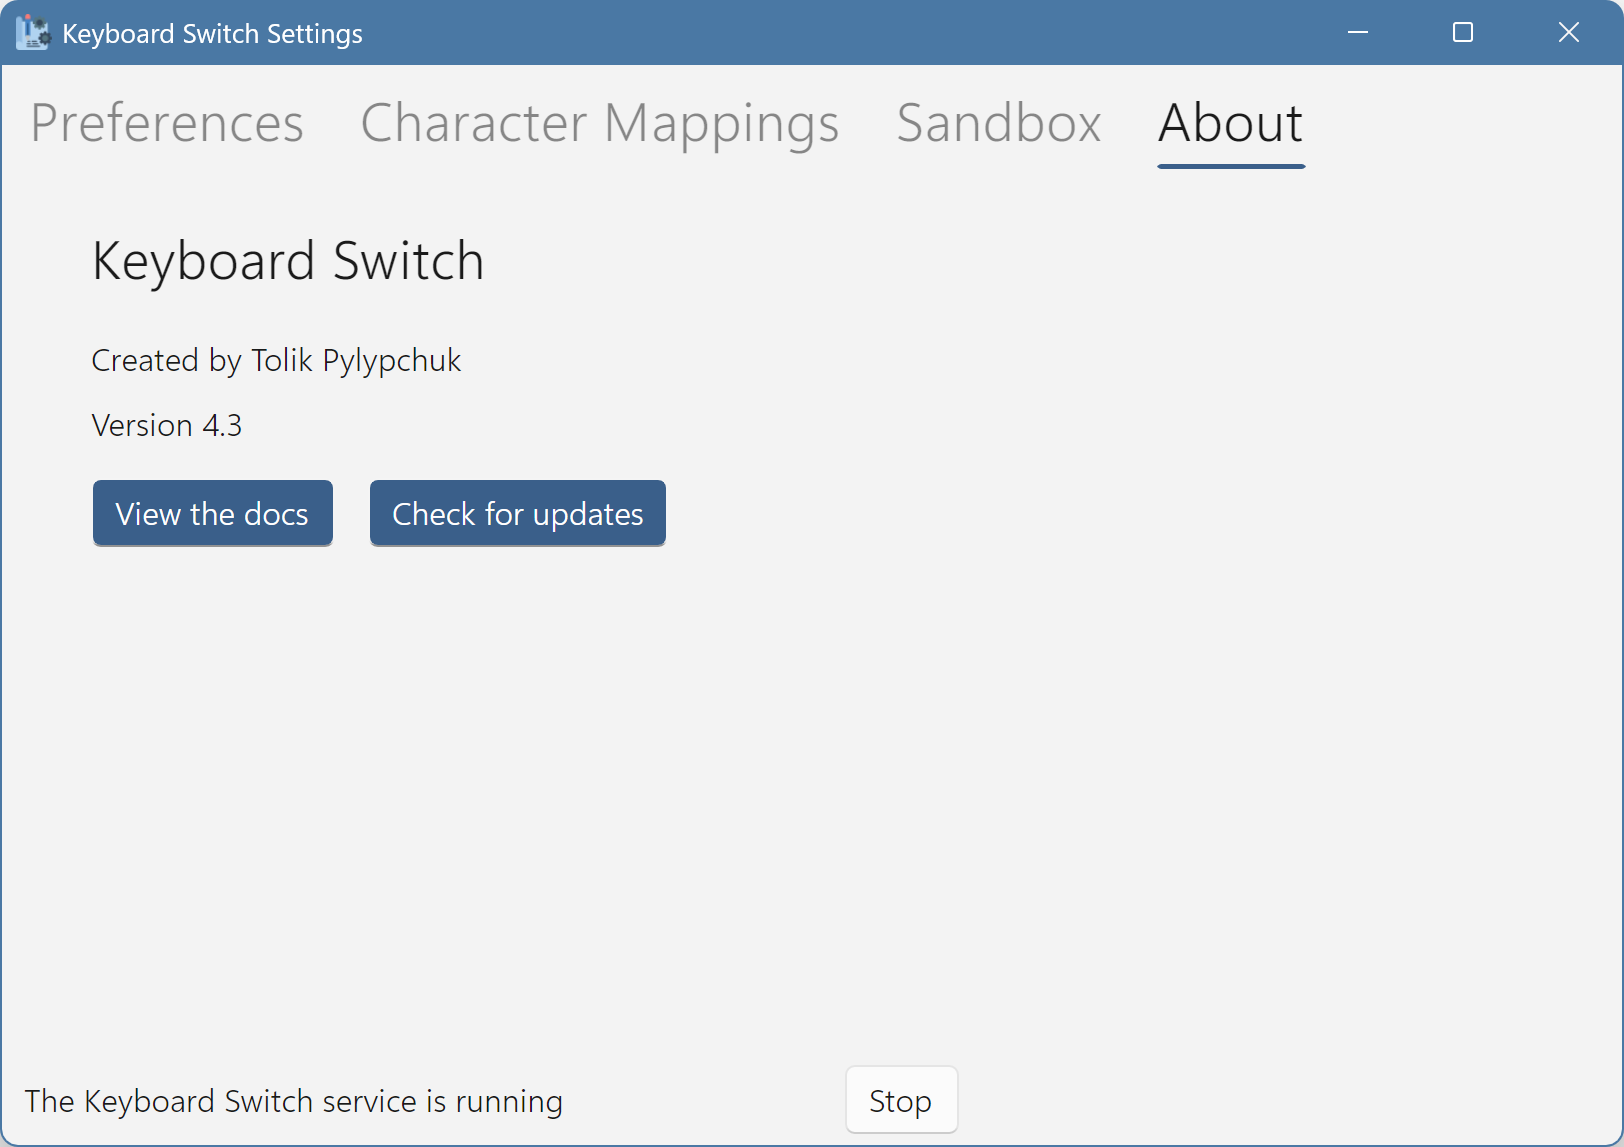 Keyboard Switch Settings
Preferences Character Mappings Sandbox About
Keyboard Switch
Created by Tolik Pylypchuk
Version 4.3
View the docs Check for updates
The Keyboard Switch service is running Stop